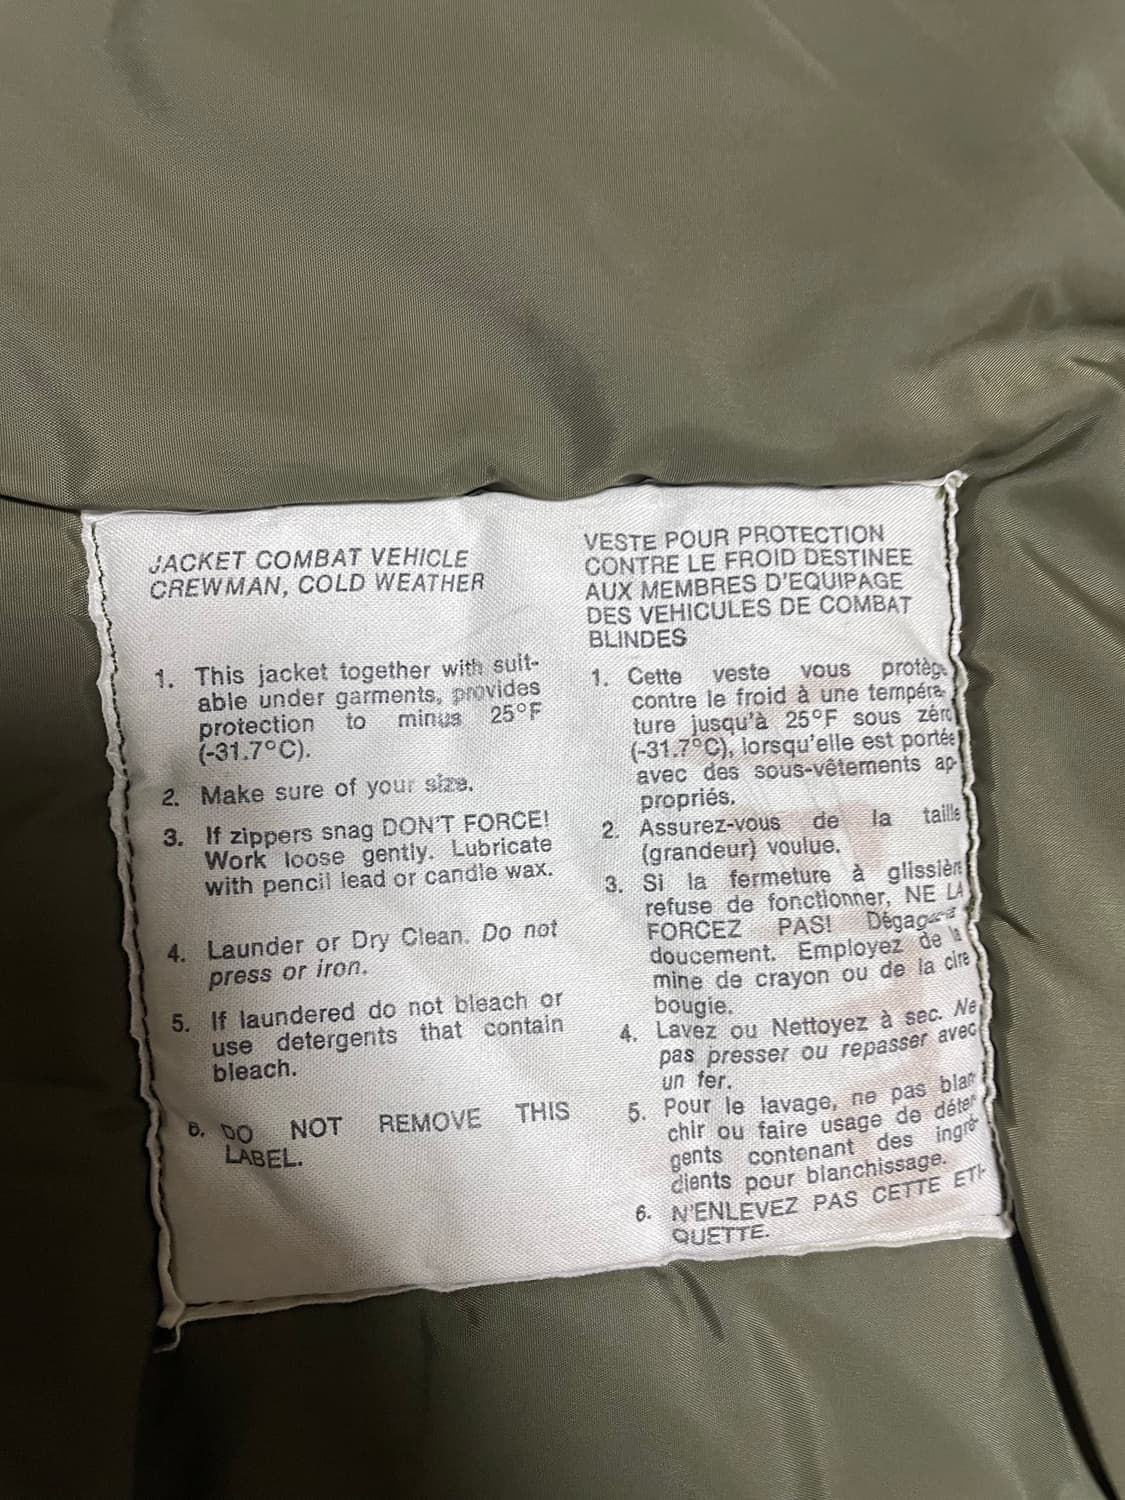 JACKET COMBAT VEHICLE
CREWMAN, COLD WEATHER
1. This jacket together with suit-
able under garments, provides
protection to minus 25°F
(-31.7°C).
2. Make sure of your size.
3. If zippers snag DON'T FORCE!
Work loose gently. Lubricate
with pencil lead or candle wax.
4. Launder or Dry Clean. Do not
press or iron.
5. If laundered do not bleach or
use detergents that contain
bleach.
6. DO NOT REMOVE THIS
LABEL.
VESTE POUR PROTECTION
CONTRE LE FROID DESTINEE
AUX MEMBRES D'EQUIPAGE
DES VEHICULES DE COMBAT
BLINDES
1. Cette veste vous protège
contre le froid à une tempéra-
ture jusqu'à 25°F sous zéro
(-31.7°C), lorsqu'elle est portée
avec des sous-vêtements ap-
propriés.
2. Assurez-vous de la taille
(grandeur) voulue.
3. Si la fermeture à glissière
refuse de fonctionner, NE LA
FORCEZ PAS! Dégagez-la
doucement. Employez de la
mine de crayon ou de la cire
bougie.
4. Lavez ou Nettoyez à sec. Ne
pas presser ou repasser avec
un fer.
5. Pour le lavage, ne pas blan-
chir ou faire usage de déter-
gents contenant des ingré-
dients pour blanchissage.
6. N'ENLEVEZ PAS CETTE ETI-
QUETTE.